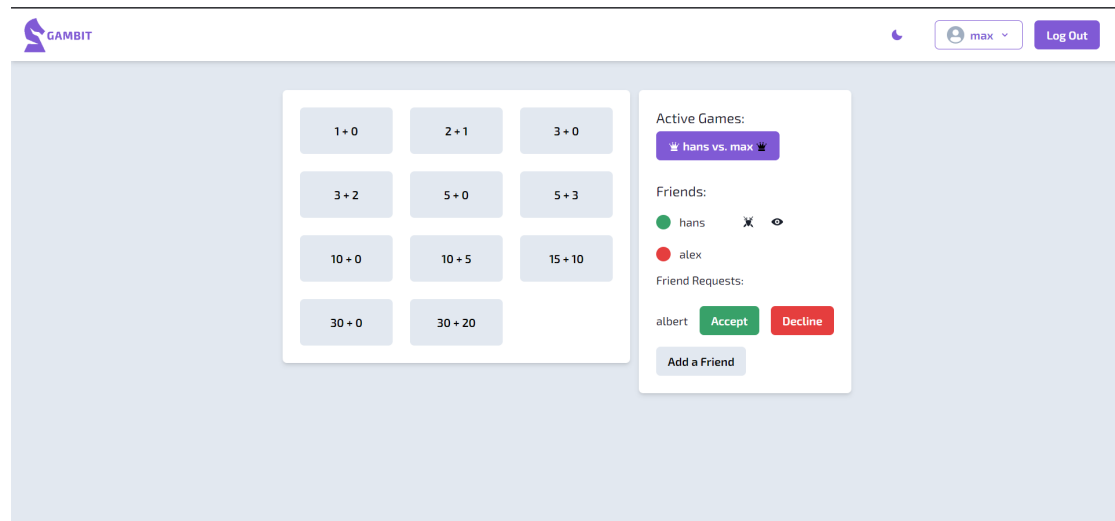 GAMBIT
max
Log Out
1 + 0
2 + 1
3 + 0
3 + 2
5 + 0
5 + 3
10 + 0
10 + 5
15 + 10
30 + 0
30 + 20
Active Games:
hans vs. max
Friends:
hans
alex
Friend Requests:
albert Accept Decline
Add a Friend